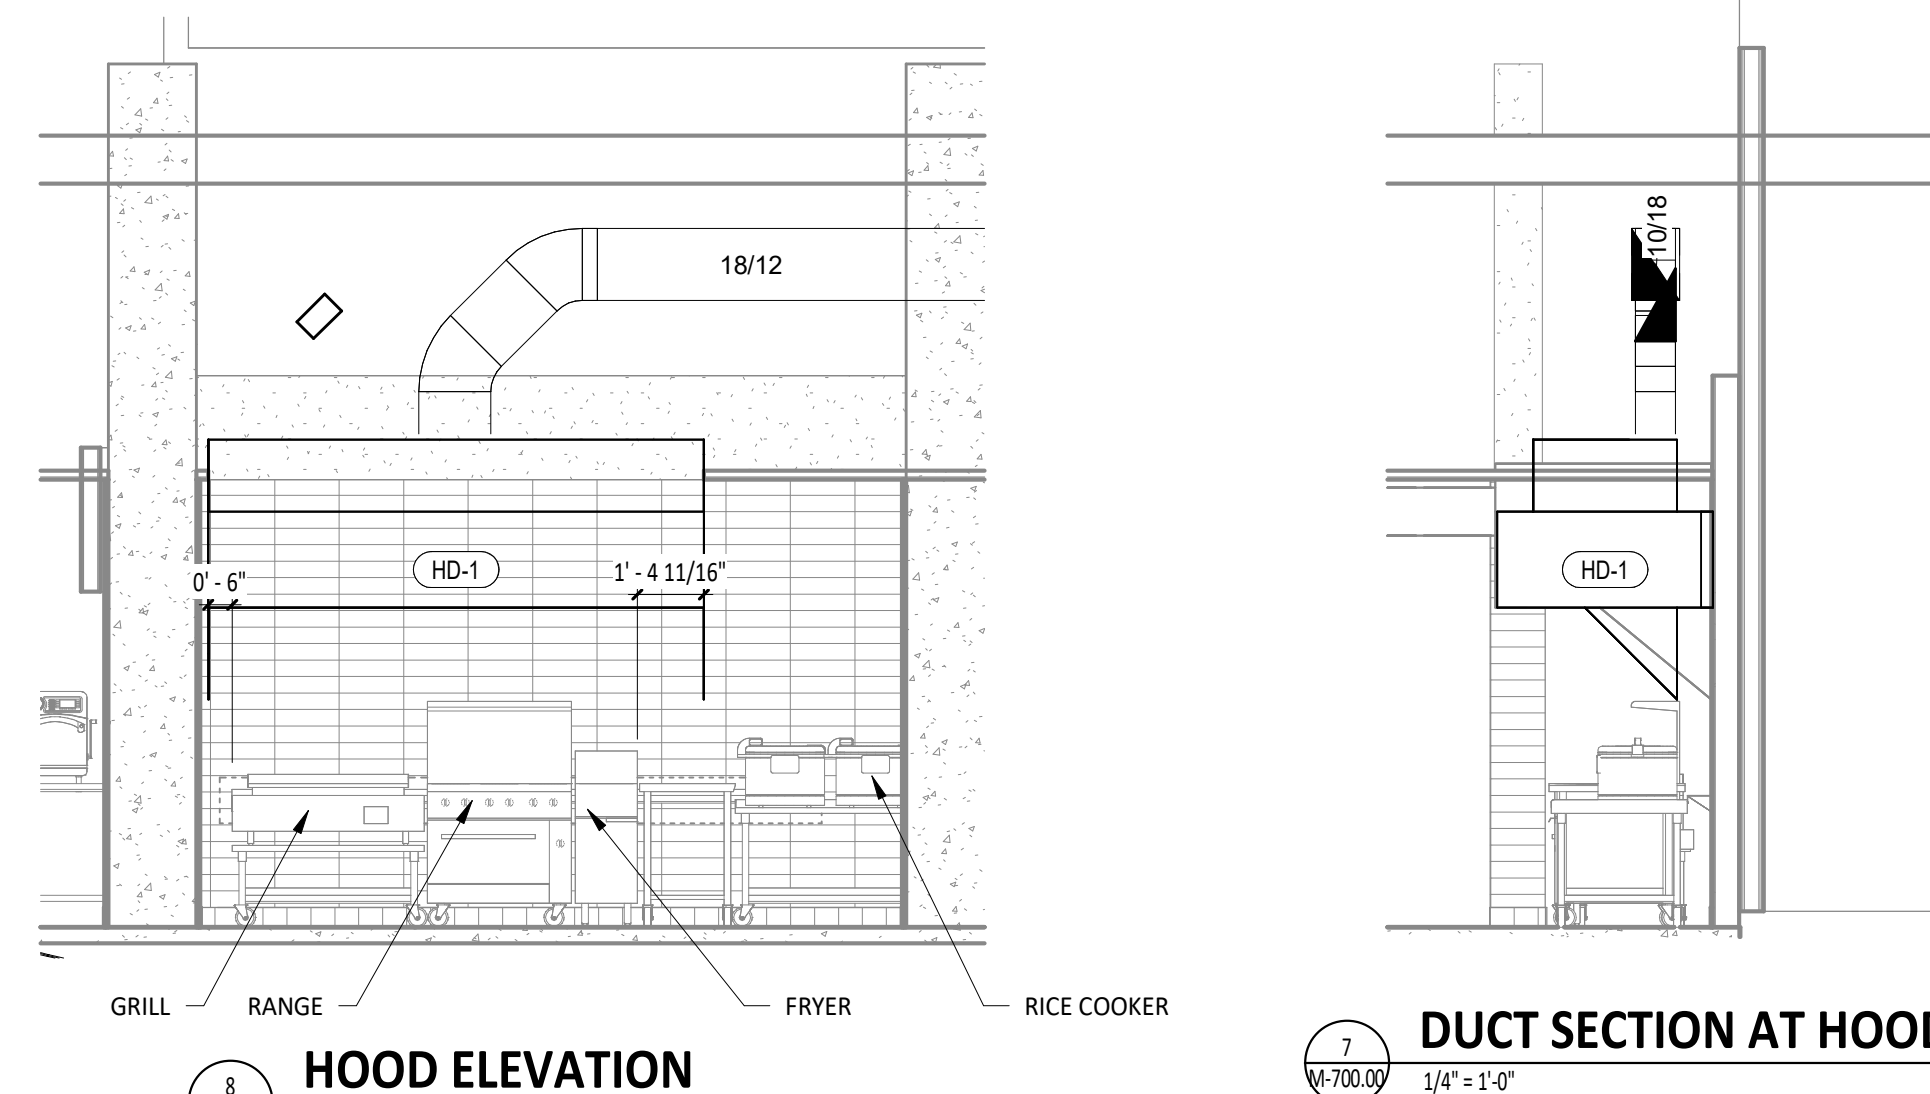 10/18
18/12
HD-1
0' - 6"
1' - 4 11/16"
HD-1
GRILL
RANGE
FRYER
RICE COOKER
8
HOOD ELEVATION
7
M-700.00
DUCT SECTION AT HOOD
1/4" = 1'-0"